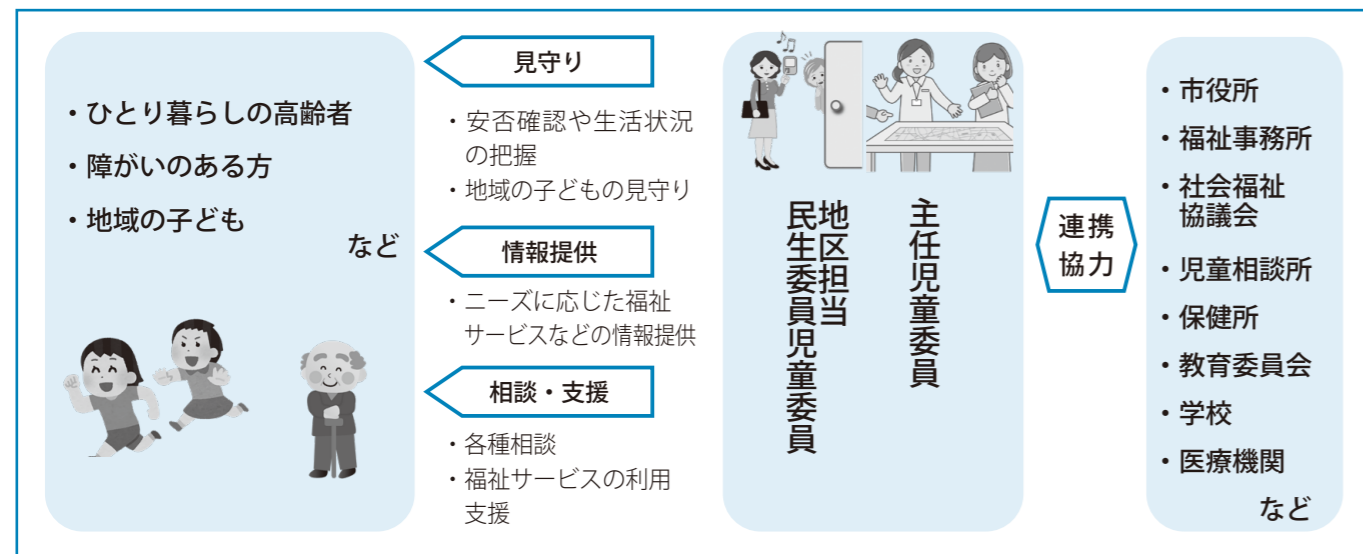 ・ひとり暮らしの高齢者
・障がいのある方
・地域の子ども
など
見守り
・安否確認や生活状況
の把握
・地域の子どもの見守り
情報提供
・ニーズに応じた福祉
サービスなどの情報提供
相談・支援
・各種相談
・福祉サービスの利用
支援
地区担当
民生委員児童委員
主任児童委員
連携
協力
・市役所
・福祉事務所
・社会福祉
協議会
・児童相談所
・保健所
・教育委員会
・学校
・医療機関
など